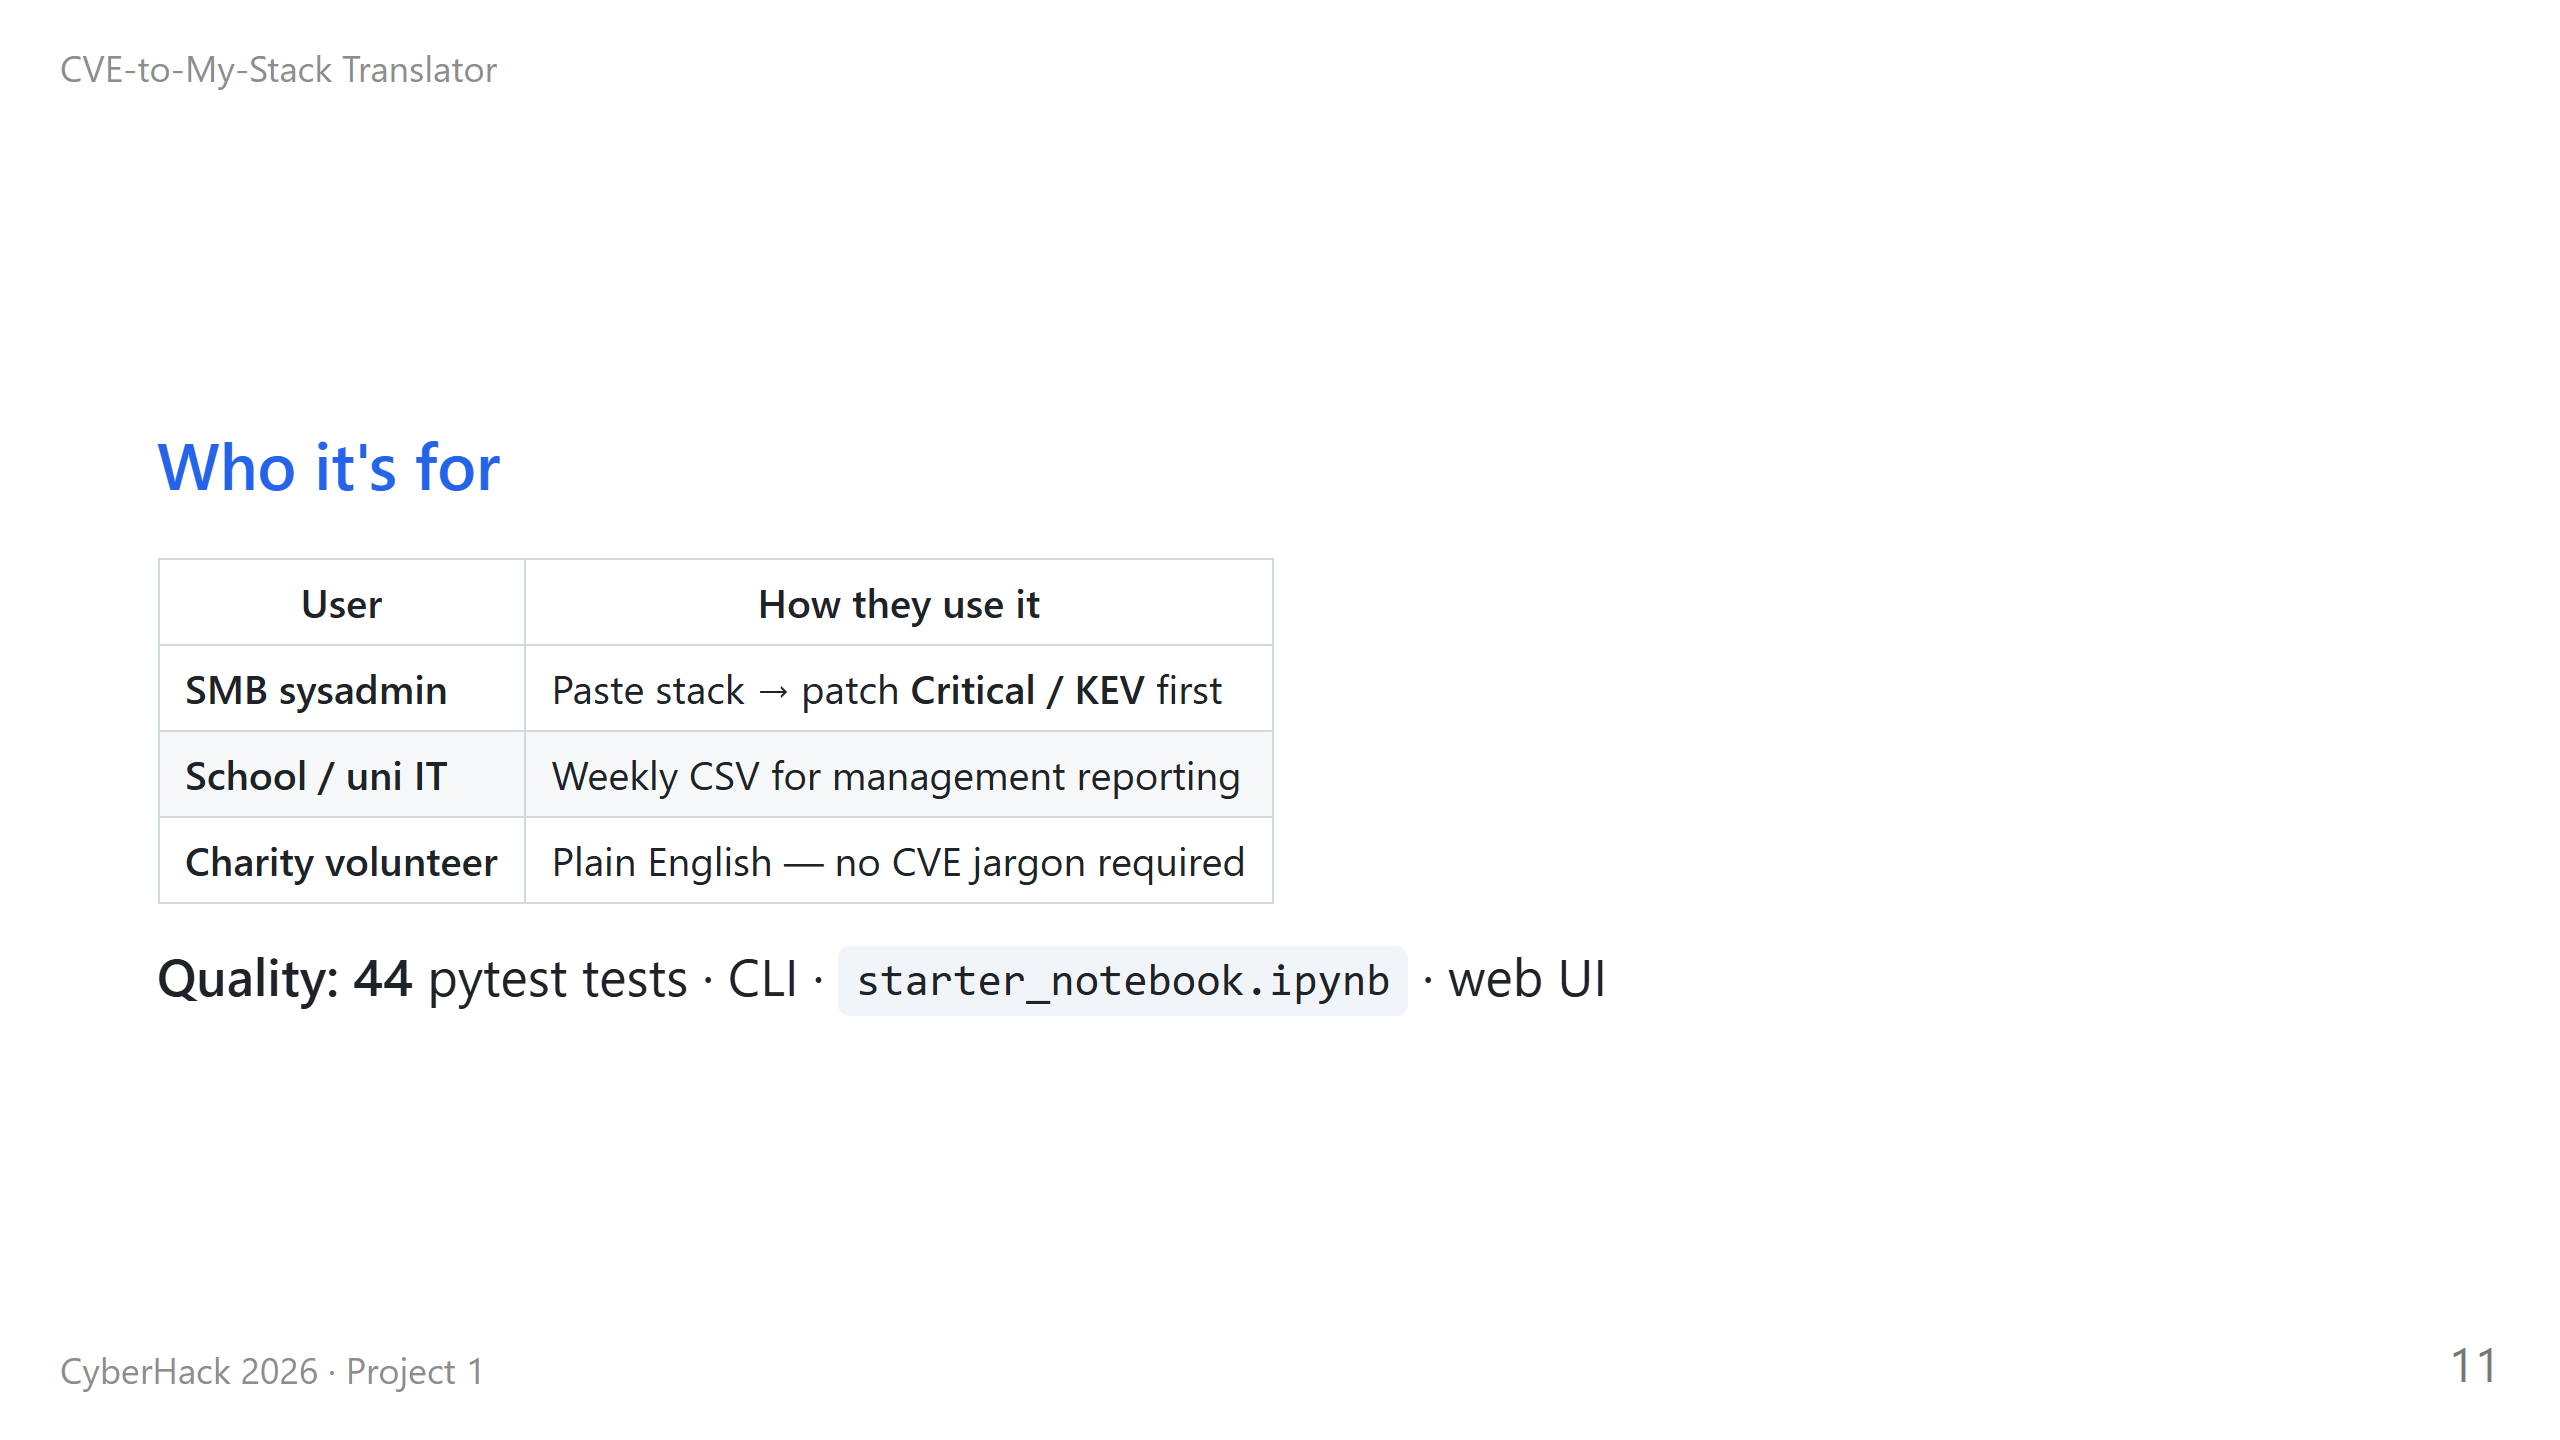 CVE-to-My-Stack Translator
Who it's for
User How they use it
SMB sysadmin Paste stack → patch Critical / KEV first
School / uni IT Weekly CSV for management reporting
Charity volunteer Plain English — no CVE jargon required
Quality: 44 pytest tests · CLI · starter_notebook.ipynb · web UI
CyberHack 2026 · Project 1
11